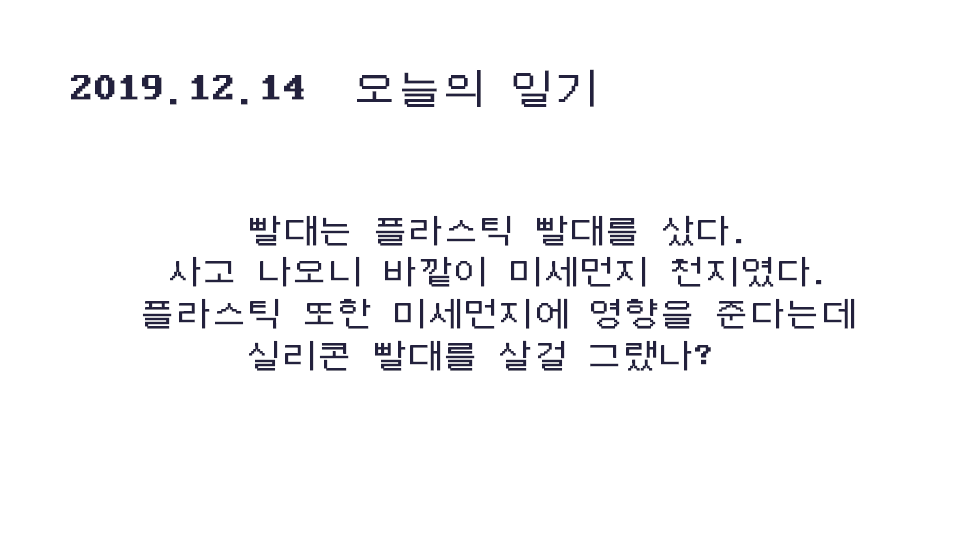 2019.12.14 오늘의 일기
빨대는 플라스틱 빨대를 샀다.
사고 나오니 바깥이 미세먼지 천지였다.
플라스틱 또한 미세먼지에 영향을 준다는데
실리콘 빨대를 살걸 그랬나?